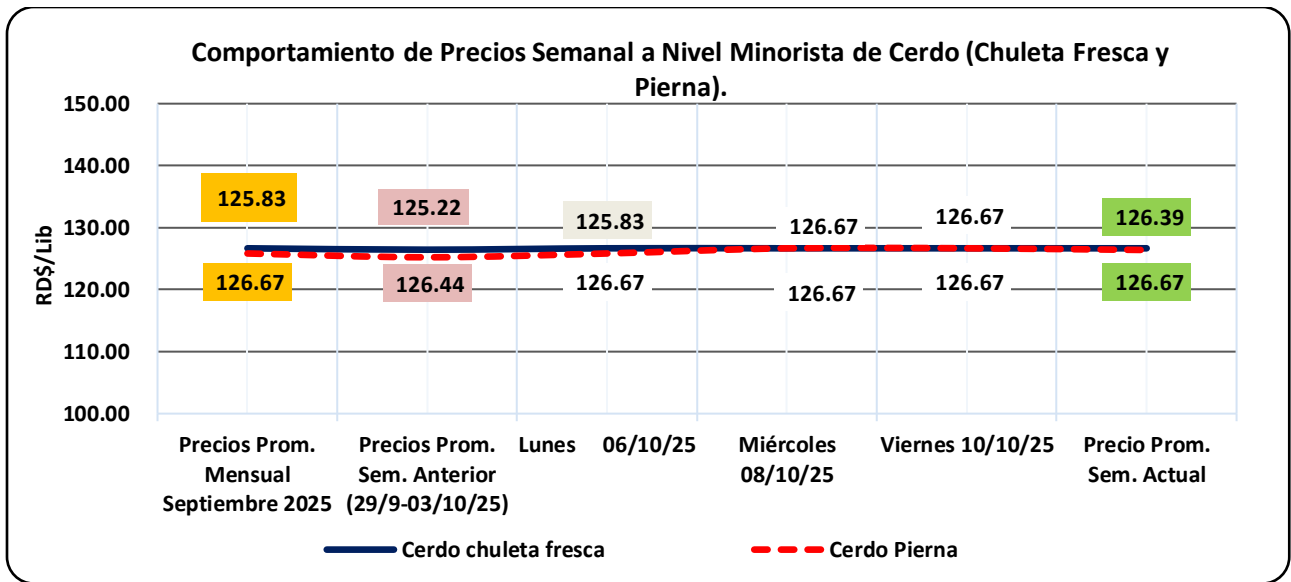 Comportamiento de Precios Semanal a Nivel Minorista de Cerdo (Chuleta Fresca y
Pierna).
RD$/Lib
150.00
140.00
130.00
120.00
110.00
100.00
125.83
125.22
125.83
126.67
126.67
126.39
126.67
126.44
126.67
126.67
126.67
126.67
Precios Prom.
Mensual
Septiembre 2025
Precios Prom.
Sem. Anterior
(29/9-03/10/25)
Lunes 06/10/25
Miércoles
08/10/25
Viernes 10/10/25
Precio Prom.
Sem. Actual
Cerdo chuleta fresca
Cerdo Pierna